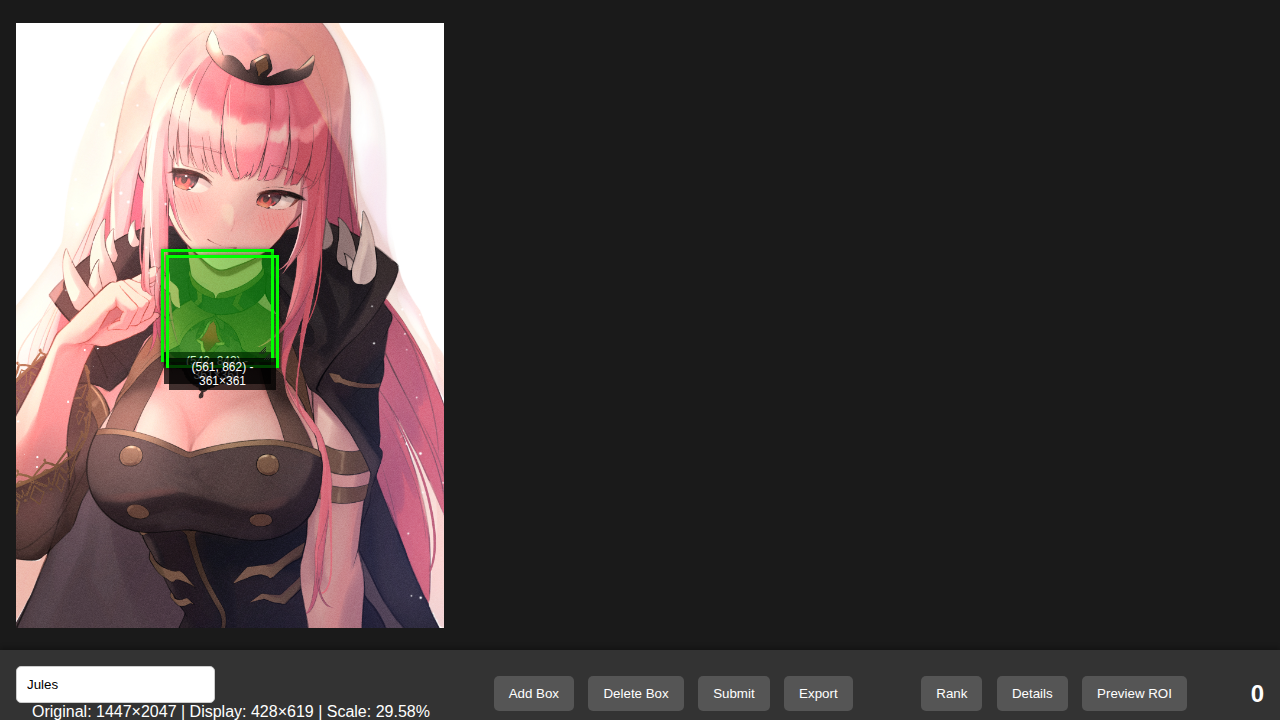 (561, 862) -
361×361
Jules
Add Box
Delete Box
Submit
Export
Rank
Details
Preview ROI
0
Original: 1447×2047 | Display: 428×619 | Scale: 29.58%